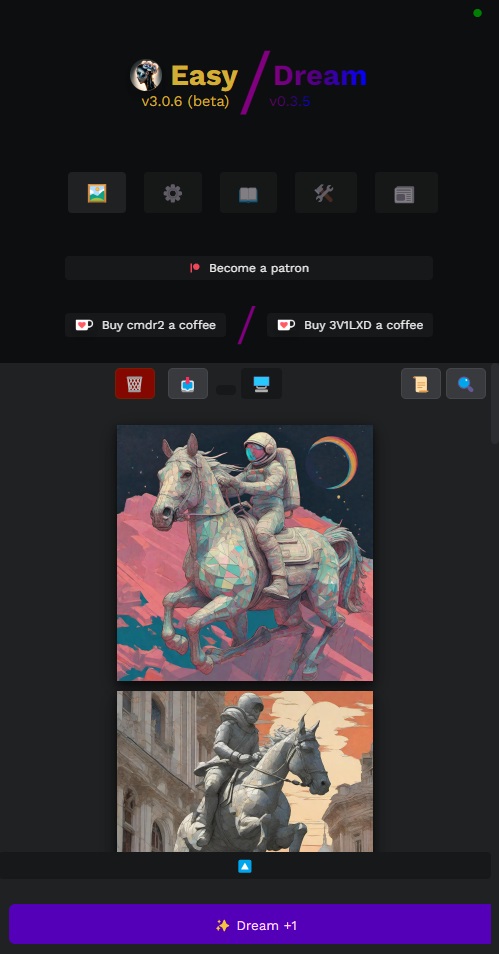 Easy Dream
v3.0.6 (beta) v0.3.5
Become a patron
Buy cmdr2 a coffee
Buy 3V1LXD a coffee
Dream +1